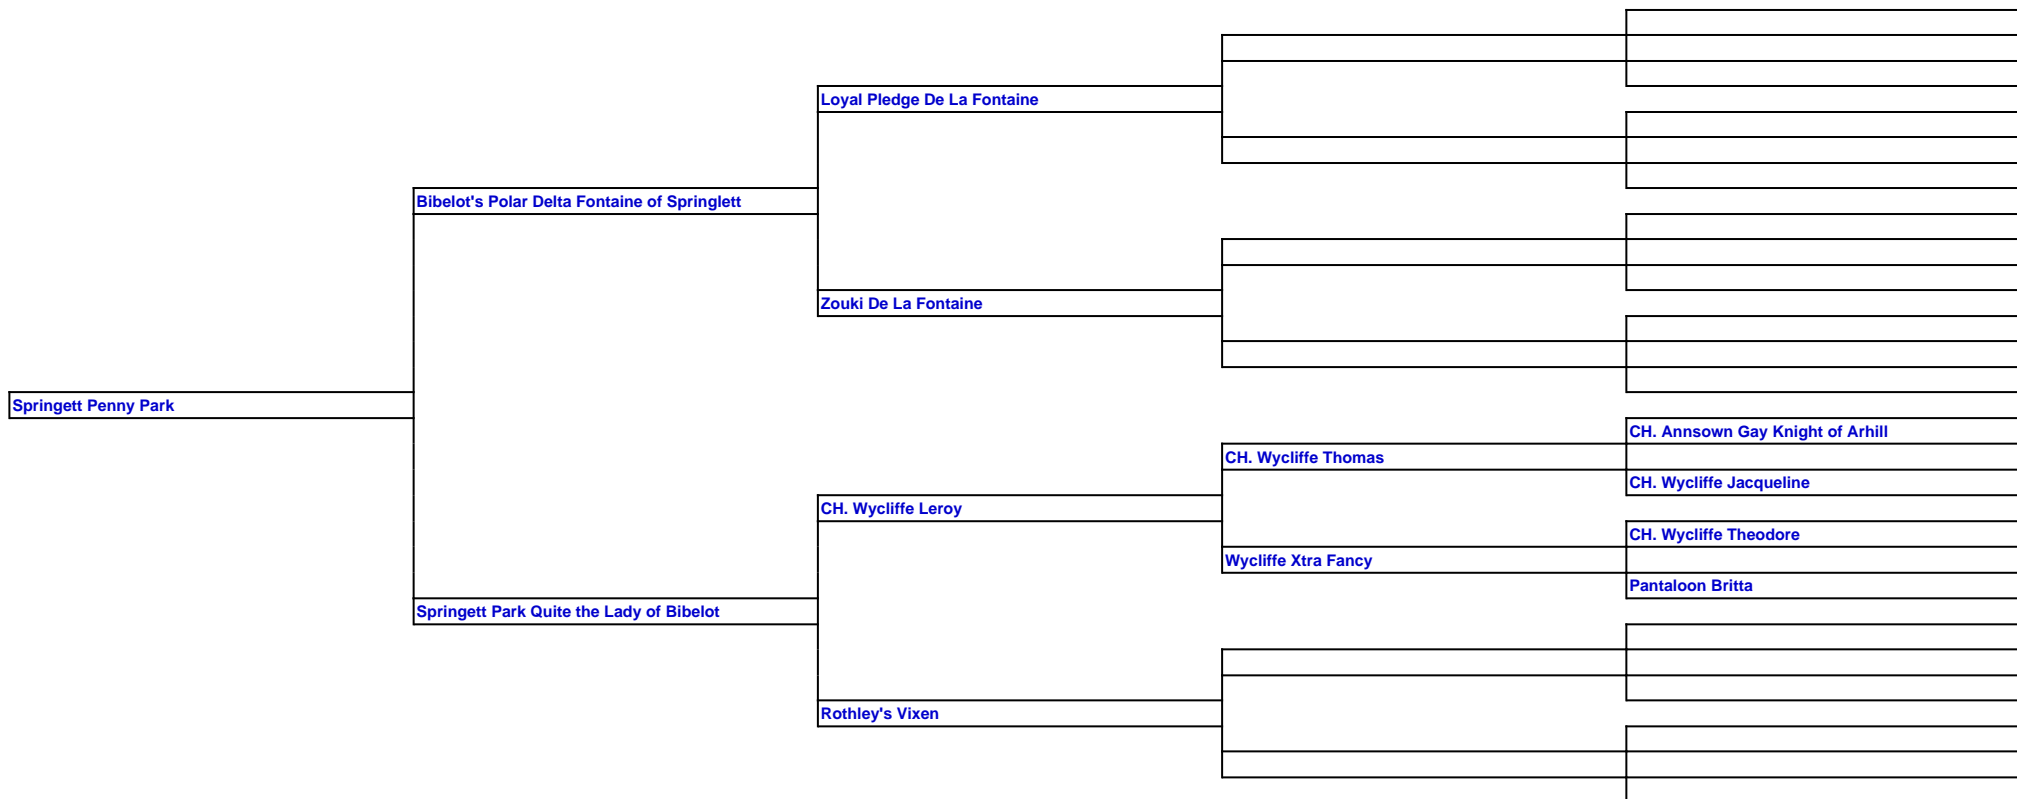 Loyal Pledge De La Fontaine
Bibelot's Polar Delta Fontaine of Springlett
Zouki De La Fontaine
Springett Penny Park
CH. Annsown Gay Knight of Arhill
CH. Wycliffe Thomas
CH. Wycliffe Jacqueline
CH. Wycliffe Leroy
CH. Wycliffe Theodore
Wycliffe Xtra Fancy
Pantaloon Britta
Springett Park Quite the Lady of Bibelot
Rothley's Vixen